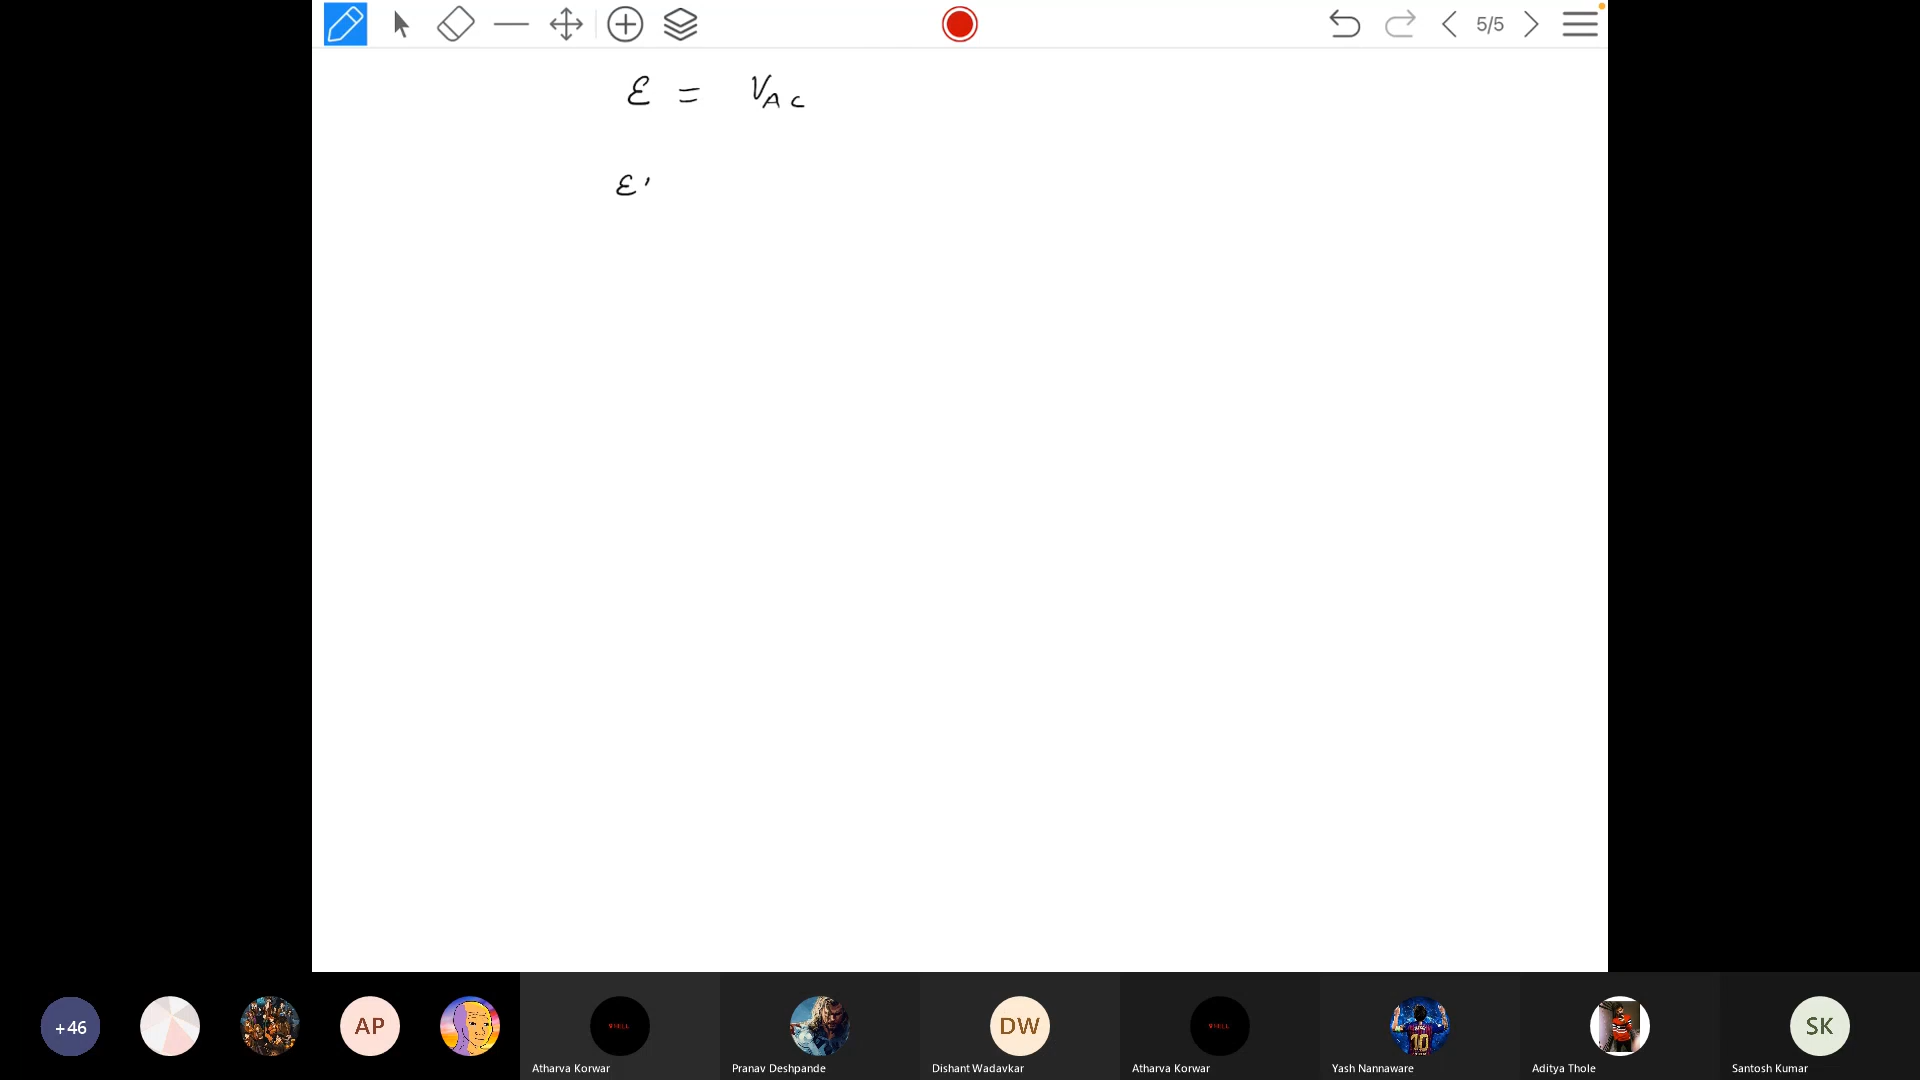 5/5
ε = V_AC
ε'
+46
AP
DW
SK
Atharva Korwar
Pranav Deshpande
Dishant Wadavkar
Atharva Korwar
Yash Nannaware
Aditya Thole
Santosh Kumar
10